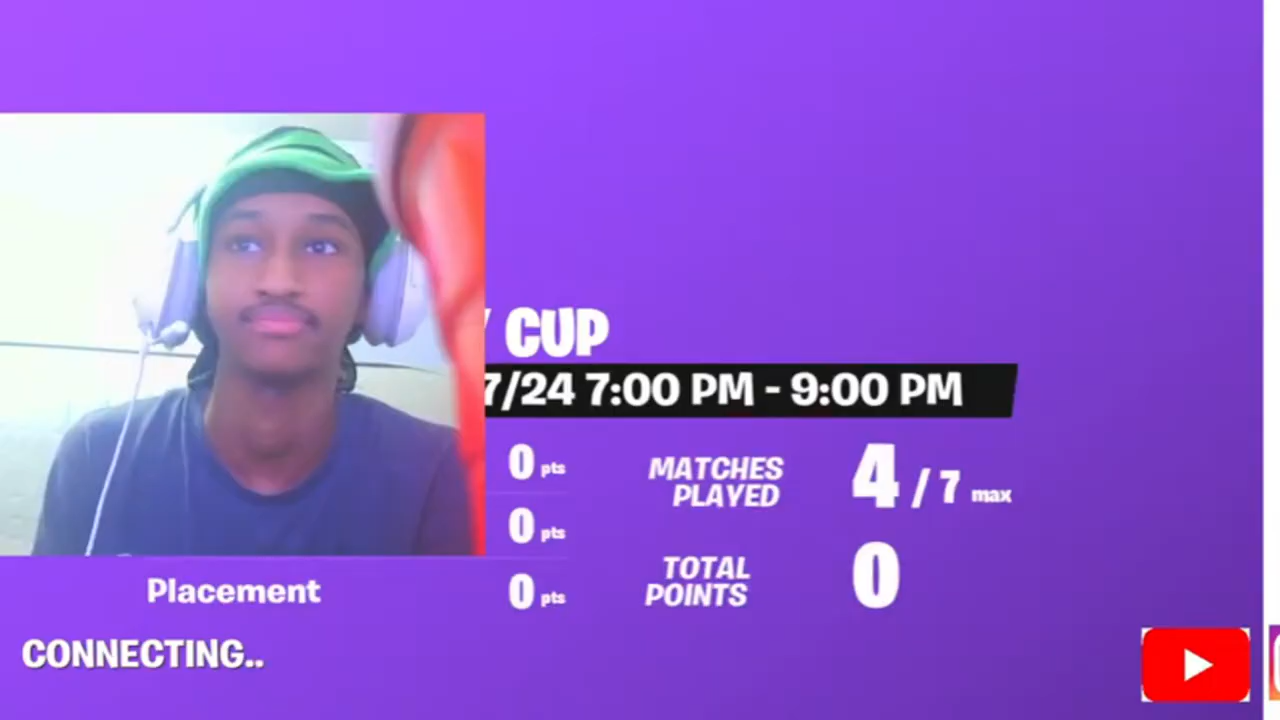 CUP
7/24 7:00 PM - 9:00 PM
0 pts
MATCHES PLAYED
4 / 7 max
0 pts
TOTAL POINTS
0
Placement
0 pts
CONNECTING..